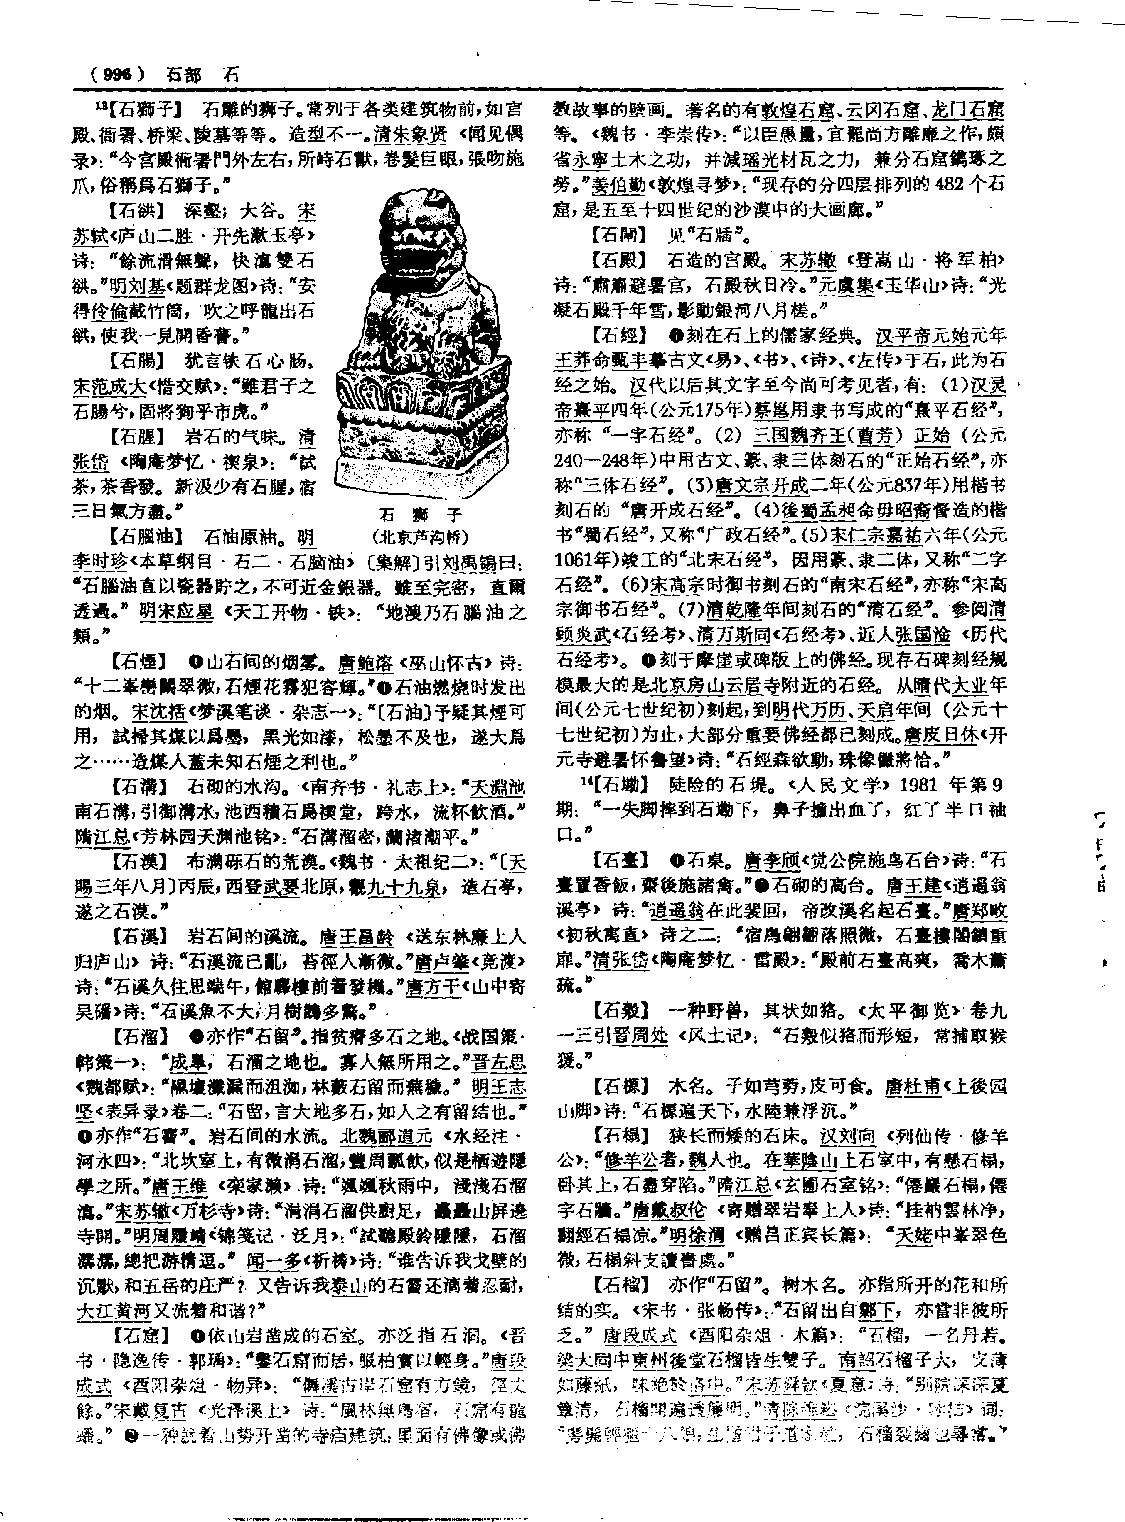 （996） 石部 石
13【石獅子】 石雕的狮子。常列于各类建筑物前，如宫
殿、衙署、桥梁、陵墓等等。造型不一。清朱象贤《闻见偶
录》：“今宫殿衙署門外左右，所峙石獸，卷髮巨眼，張吻施
爪，俗稱爲石獅子。”
【石谼】 深壑；大谷。宋
苏轼《庐山二胜·开先漱玉亭》
诗：“餘流滑無聲，快瀉雙石
谼。”明刘基《题群龙图》诗：“安
得伶倫截竹筒，吹之呼龍出石
谼，使我一見開昏瞢。”
【石腸】 犹言铁石心肠。
宋范成大《惜交赋》：“雖君子之
石腸兮，固將狥乎市虎。”
【石腥】 岩石的气味。清
张岱《陶庵梦忆·禊泉》：“試
茶，茶香發。新汲少有石腥，宿
三日氣方盡。”
石獅子
（北京芦沟桥）
【石腦油】 石油原油。明
李时珍《本草纲目·石二·石脑油》〔集解〕引刘禹锡曰：
“石腦油直以瓷器貯之，不可近金銀器。雖至完密，直爾
透過。”明宋应星《天工开物·铁》：“地溲乃石腦油之
類。”
【石煙】 ❶山石间的烟雾。唐鲍溶《巫山怀古》诗：
“十二峯巒鬭翠微，石煙花霧犯容輝。”❷石油燃烧时发出
的烟。宋沈括《梦溪笔谈·杂志一》：“〔石油〕予疑其煙可
用，試掃其煤以爲墨，黑光如漆，松墨不及也，遂大爲
之……造煤人蓋未知石煙之利也。”
【石溝】 石砌的水沟。《南齐书·礼志上》：“天淵池
南石溝，引御溝水，池西積石爲禊堂，跨水，流杯飲酒。”
隋江总《芳林园天渊池铭》：“石溝溜密，蘭渚潮平。”
【石漠】 布满砾石的荒漠。《魏书·太祖纪二》：“〔天
賜三年八月〕丙辰，西登武要北原，觀九十九泉，造石亭，
遂之石漠。”
【石溪】 岩石间的溪流。唐王昌龄《送东林廉上人
归庐山》诗：“石溪流已亂，苔徑人漸微。”唐卢肇《竞渡》
诗：“石溪久住思端午，館驛樓前看發機。”唐方干《山中寄
吴磻》诗：“石溪魚不大，月樹鵲多驚。”
【石溜】 ❶亦作“石留”。指贫瘠多石之地。《战国策·
韩策一》：“成臯，石溜之地也。寡人無所用之。”晋左思
《魏都赋》：“隰壤瀸漏而沮洳，林藪石留而蕪穢。”明王志
坚《表异录》卷二：“石留，言大地多石，如人之有留结也。”
❷亦作“石霤”。岩石间的水流。北魏郦道元《水经注·
河水四》：“北坎室上，有微涓石溜，豐周瓢飲，似是栖遊隱
學之所。”唐王维《栾家濑》诗：“颯颯秋雨中，淺淺石溜
瀉。”宋苏辙《万杉寺》诗：“涓涓石溜供廚足，矗矗山屏遶
寺開。”明周履靖《锦笺记·泛月》：“試聽殿鈴隱隱，石溜
潺潺，總把游情逗。”闻一多《祈祷》诗：“谁告诉我戈壁的
沉默，和五岳的庄严？又告诉我泰山的石霤还滴着忍耐，
大江黄河又流着和谐？”
【石窟】 ❶依山岩凿成的石室。亦泛指石洞。《晋
书·隐逸传·郭瑀》：“鑿石窟而居，服柏實以輕身。”唐段
成式《酉阳杂俎·物异》：“磻溪古岸石窟有方鏡，徑丈
餘。”宋戴复古《光泽溪上》诗：“風林無鳥宿，石窟有龍
蟠。”❷一种就着山势开凿的寺庙建筑，里面有佛像或佛
教故事的壁画。著名的有敦煌石窟、云冈石窟、龙门石窟
等。《魏书·李崇传》：“以臣愚量，宜罷尚方雕靡之作，頗
省永寧土木之功，并減瑶光材瓦之力，兼分石窟鐫琢之
勞。”姜伯勤《敦煌寻梦》：“现存的分四层排列的482个石
窟，是五至十四世纪的沙漠中的大画廊。”
【石牐】 见“石牐”。
【石殿】 石造的宫殿。宋苏辙《登嵩山·将军柏》
诗：“肅肅避暑宫，石殿秋日冷。”元虞集《玉华山》诗：“光
凝石殿千年雪，影動銀河八月槎。”
【石經】 ❶刻在石上的儒家经典。汉平帝元始元年
王莽命甄丰摹古文《易》、《书》、《诗》、《左传》于石，此为石
经之始。汉代以后其文字至今尚可考见者，有：(1)汉灵
帝熹平四年(公元175年)蔡邕用隶书写成的“熹平石经”，
亦称“一字石经”。(2) 三国魏齐王(曹芳) 正始（公元
240—248年)中用古文、篆、隶三体刻石的“正始石经”，亦
称“三体石经”。(3)唐文宗开成二年(公元837年)用楷书
刻石的“唐开成石经”。(4)後蜀孟昶命毋昭裔督造的楷
书“蜀石经”，又称“广政石经”。(5)宋仁宗嘉祐六年(公元
1061年)竣工的“北宋石经”，因用篆、隶二体，又称“二字
石经”。(6)宋高宗时御书刻石的“南宋石经”，亦称“宋高
宗御书石经”。(7)清乾隆年间刻石的“清石经”。参阅清
顾炎武《石经考》、清万斯同《石经考》、近人张国淦《历代
石经考》。❷刻于摩崖或碑版上的佛经。现存石碑刻经规
模最大的是北京房山云居寺附近的石经。从隋代大业年
间(公元七世纪初)刻起，到明代万历、天启年间（公元十
七世纪初)为止，大部分重要佛经都已刻成。唐皮日休《开
元寺避暑怀鲁望》诗：“石經森欲動，珠像儼將怡。”
14【石墈】 陡险的石堤。《人民文学》1981年第9
期：“一失脚摔到石墈下，鼻子撞出血了，红了半口袖
口。”
【石臺】 ❶石桌。唐李颀《觉公院施鸟石台》诗：“石
臺置香飯，齋後施諸禽。”❷石砌的高台。唐王建《逍遥翁
溪亭》诗：“逍遥翁在此裴回，帝改溪名起石臺。”唐郑畋
《初秋寓直》诗之二：“宿鳥翩翩落照微，石臺樓閣鎖重
扉。”清张岱《陶庵梦忆·雷殿》：“殿前石臺高爽，喬木蕭
疏。”
【石㺉】 一种野兽，其状如猪。《太平御览》卷九
一三引晋周处《风土记》：“石㺉似猪而形短，常捕取猴
猨。”
【石樼】 木名。子如芎䓖，皮可食。唐杜甫《上後园
山脚》诗：“石樼遍天下，水陸兼浮沉。”
【石榻】 狭长而矮的石床。汉刘向《列仙传·修羊
公》：“修羊公者，魏人也。在華陰山上石室中，有懸石榻，
卧其上，石盡穿陷。”隋江总《玄圃石室铭》：“僊巖石榻，僊
字石牆。”唐戴叔伦《寄赠翠岩奉上人》诗：“挂衲雲林净，
翻經石榻凉。”明徐渭《赠吕正宾长篇》：“天姥中峯翠色
微，石榻斜支讀書處。”
【石榴】 亦作“石留”。树木名。亦指所开的花和所
结的实。《宋书·张畅传》：“石留出自鄴下，亦當非彼所
乏。”唐段成式《酉阳杂俎·木篇》：“石榴，一名丹若。
梁大同中東州後堂石榴皆生雙子。南詔石榴子大，皮薄
如藤紙，味絶於洛中。”宋苏舜钦《夏意》诗：“别院深深夏
簟清，石榴開遍透簾明。”清陈维崧《浣溪沙·　》词：
石榴裂　也尋常。”